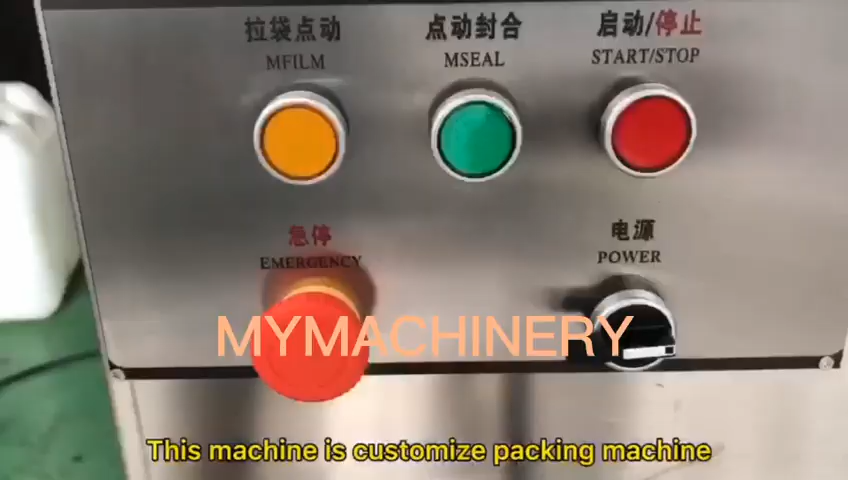 拉袋点动
MFILM
点动封合
MSEAL
启动/停止
START/STOP
急停
EMERGENCY
电源
POWER
MYMACHINERY
This machine is customize packing machine